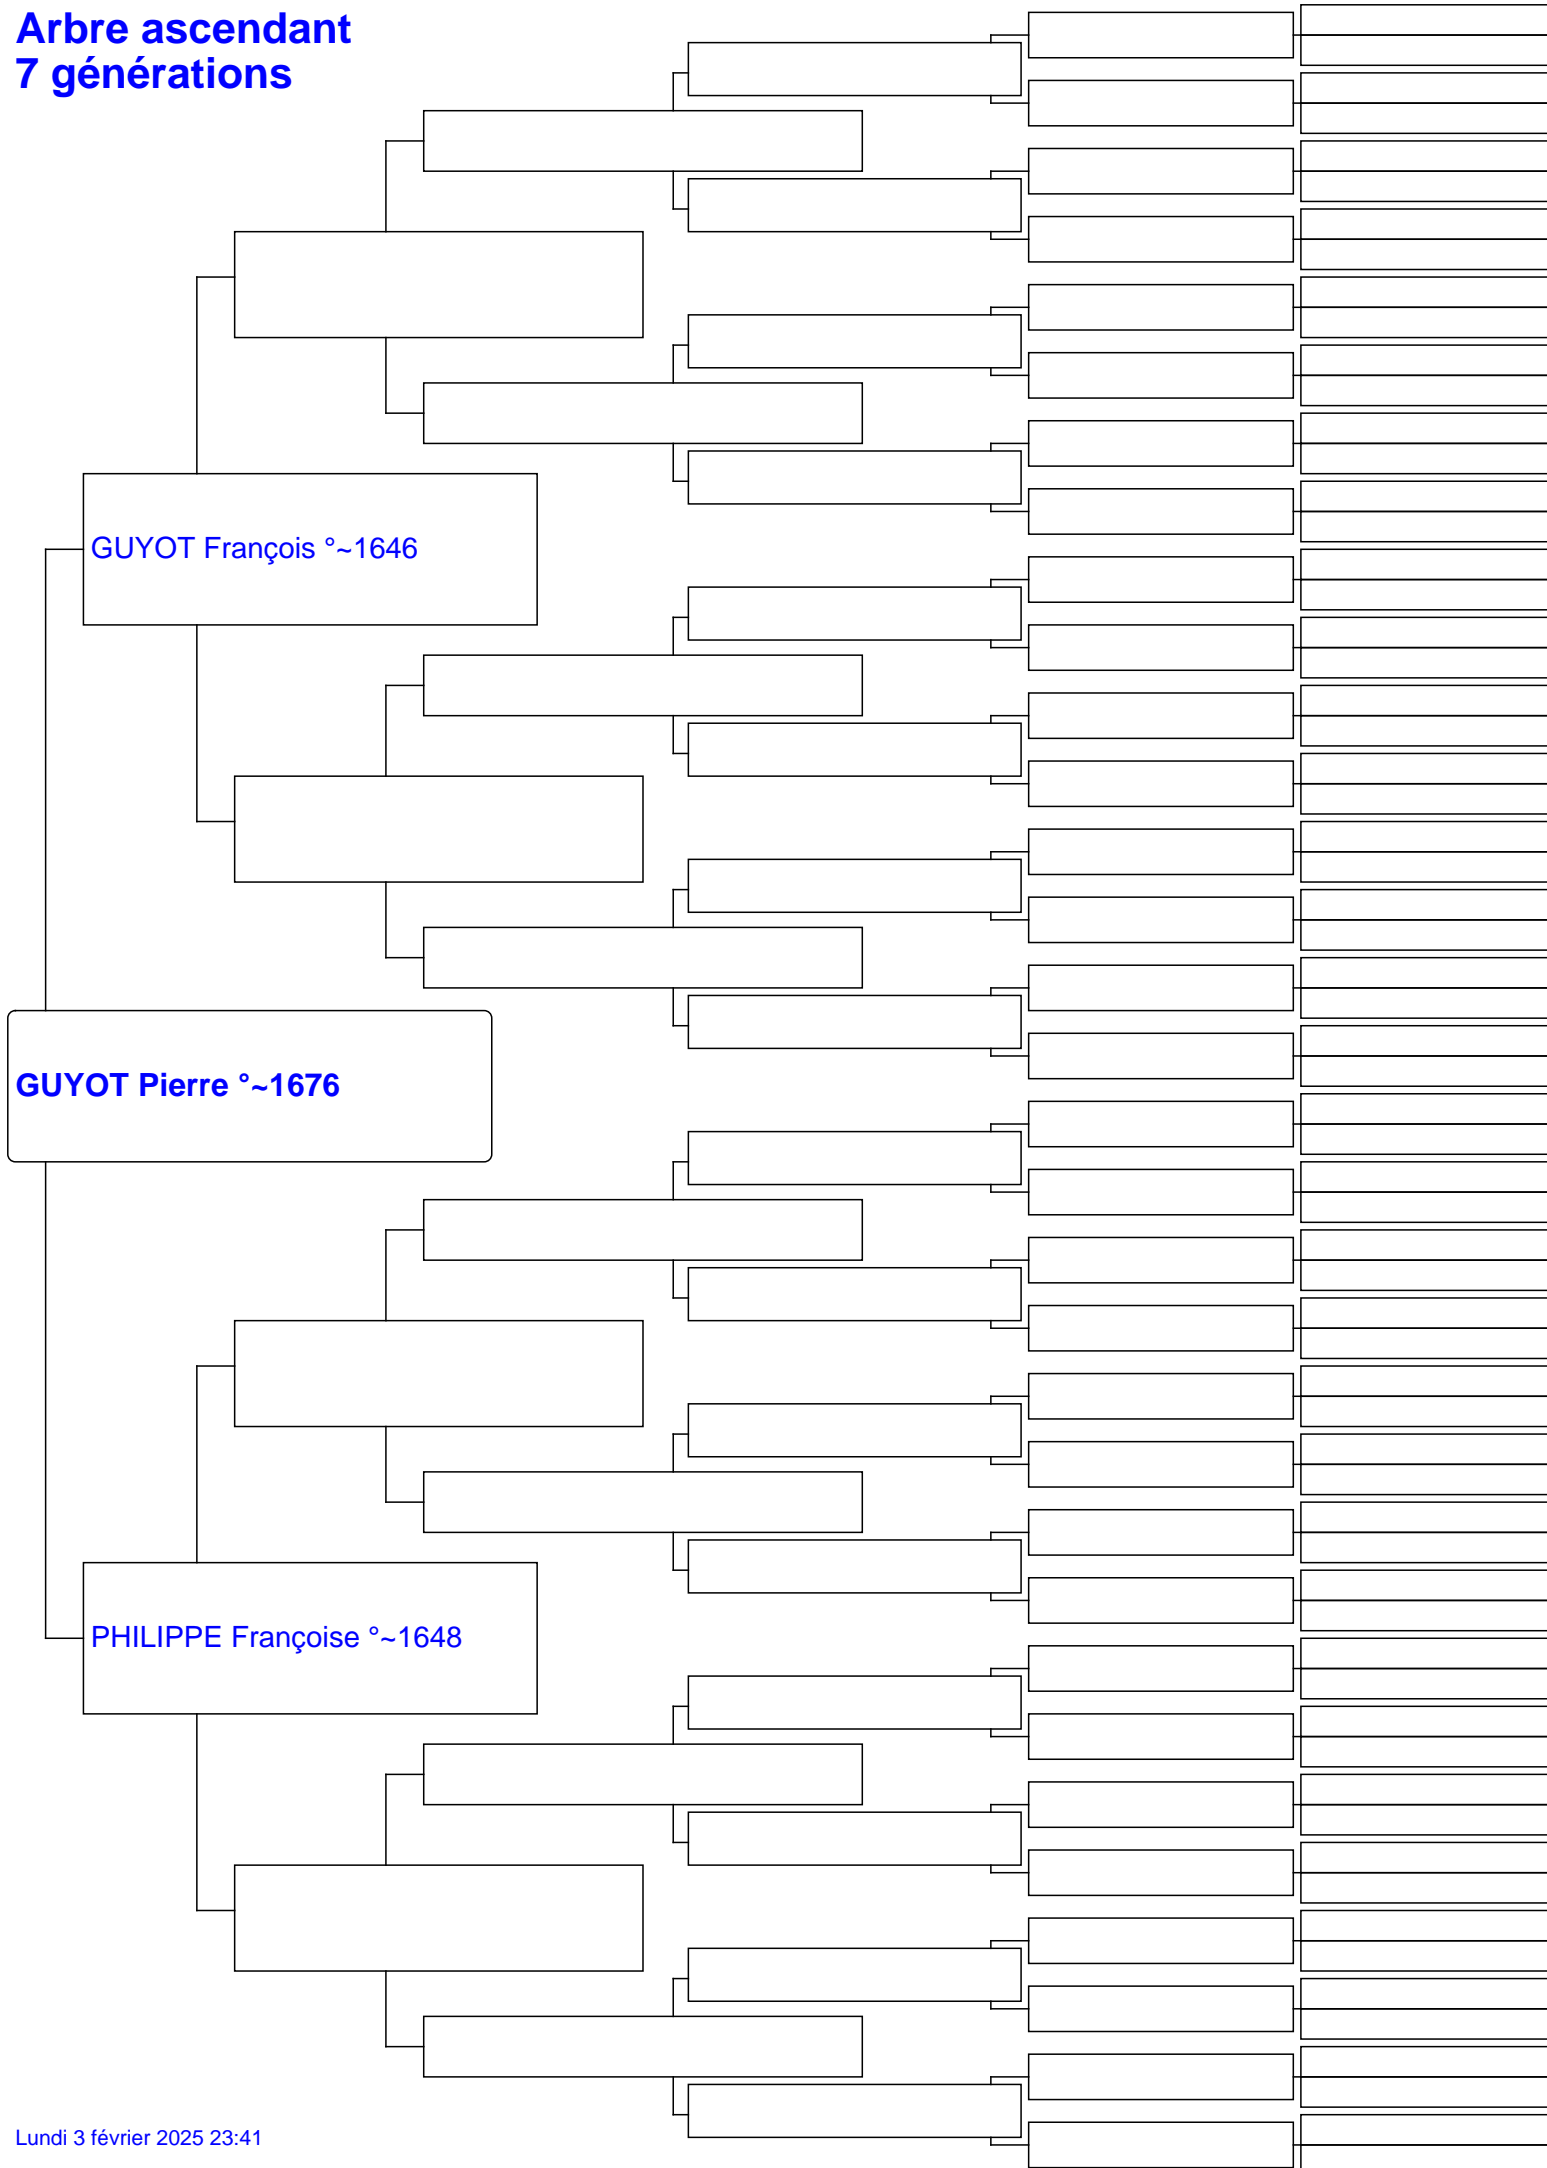 Arbre ascendant
7 générations
GUYOT François °~1646
GUYOT Pierre °~1676
PHILIPPE Françoise °~1648
Lundi 3 février 2025 23:41